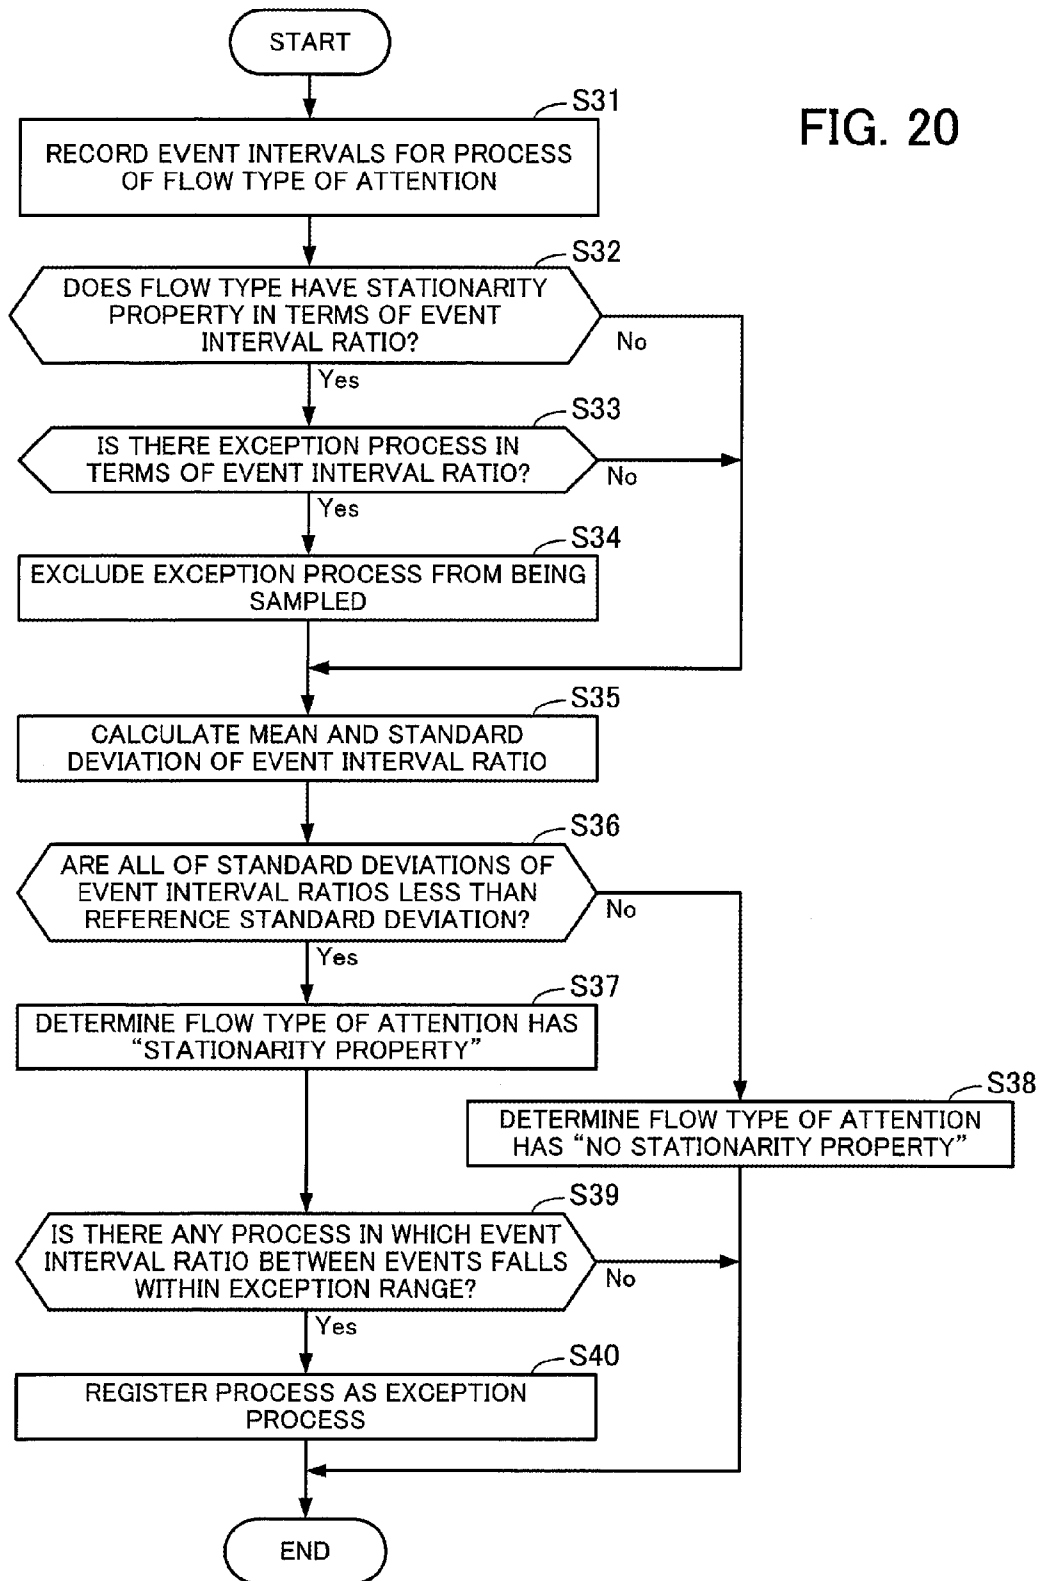 START
FIG. 20
S31
RECORD EVENT INTERVALS FOR PROCESS
OF FLOW TYPE OF ATTENTION
S32
DOES FLOW TYPE HAVE STATIONARITY
PROPERTY IN TERMS OF EVENT
INTERVAL RATIO?
No
Yes
S33
IS THERE EXCEPTION PROCESS IN
TERMS OF EVENT INTERVAL RATIO?
No
Yes
S34
EXCLUDE EXCEPTION PROCESS FROM BEING
SAMPLED
S35
CALCULATE MEAN AND STANDARD
DEVIATION OF EVENT INTERVAL RATIO
S36
ARE ALL OF STANDARD DEVIATIONS OF
EVENT INTERVAL RATIOS LESS THAN
REFERENCE STANDARD DEVIATION?
No
Yes
S37
DETERMINE FLOW TYPE OF ATTENTION HAS
“STATIONARITY PROPERTY”
S38
DETERMINE FLOW TYPE OF ATTENTION
HAS “NO STATIONARITY PROPERTY”
S39
IS THERE ANY PROCESS IN WHICH EVENT
INTERVAL RATIO BETWEEN EVENTS FALLS
WITHIN EXCEPTION RANGE?
No
Yes
S40
REGISTER PROCESS AS EXCEPTION
PROCESS
END